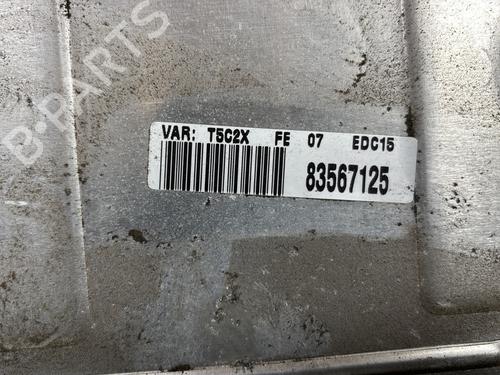 B-PARTS
VAR: T5C2X FE 07 EDC15
83567125